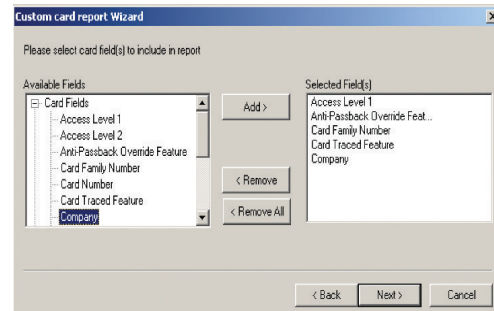 Custom card report Wizard
Please select card field(s) to include in report
Available Fields
Card Fields
Access Level 1
Access Level 2
Anti-Passback Override Feature
Card Family Number
Card Number
Card Traced Feature
Company
Add >
< Remove
< Remove All
Selected Field(s)
Access Level 1
Anti-Passback Override Feat...
Card Family Number
Card Traced Feature
Company
< Back
Next >
Cancel